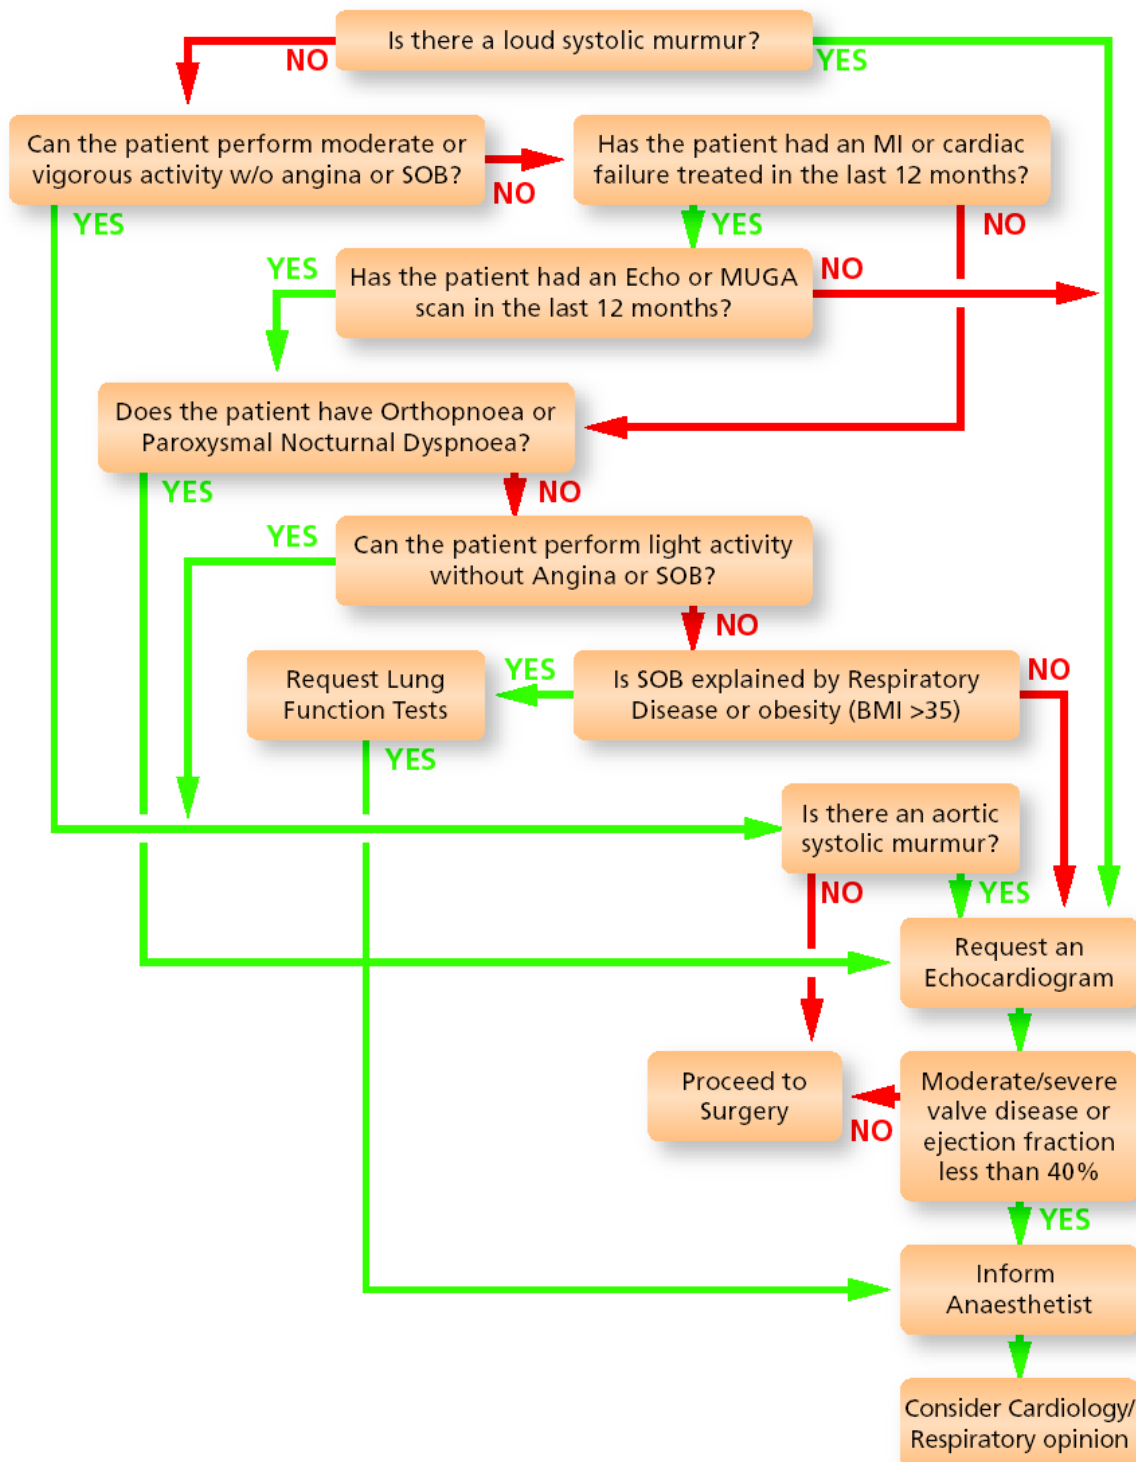 Is there a loud systolic murmur?
NO
YES
Can the patient perform moderate or
vigorous activity w/o angina or SOB?
NO
Has the patient had an MI or cardiac
failure treated in the last 12 months?
YES
YES
NO
YES
Has the patient had an Echo or MUGA
scan in the last 12 months?
NO
Does the patient have Orthopnoea or
Paroxysmal Nocturnal Dyspnoea?
YES
NO
YES
Can the patient perform light activity
without Angina or SOB?
NO
Request Lung
Function Tests
YES
Is SOB explained by Respiratory
Disease or obesity (BMI >35)
NO
YES
Is there an aortic
systolic murmur?
NO
YES
Request an
Echocardiogram
Proceed to
Surgery
NO
Moderate/severe
valve disease or
ejection fraction
less than 40%
YES
Inform
Anaesthetist
Consider Cardiology/
Respiratory opinion